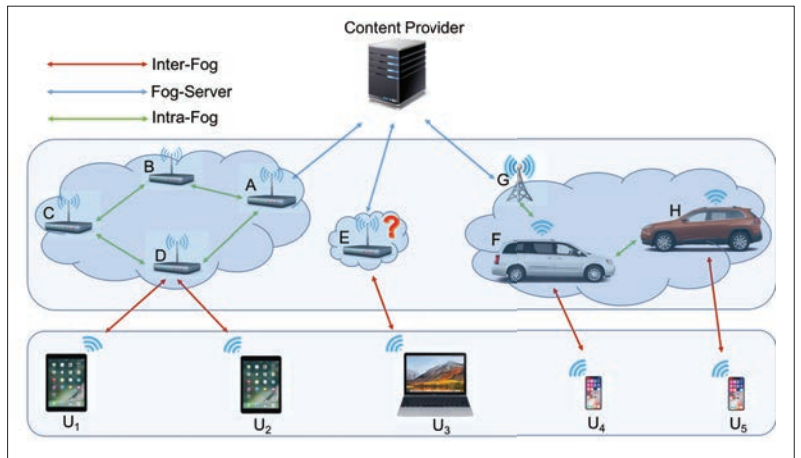 Content Provider
Inter-Fog
Fog-Server
Intra-Fog
B
A
C
D
E
?
G
F
H
U1
U2
U3
U4
U5